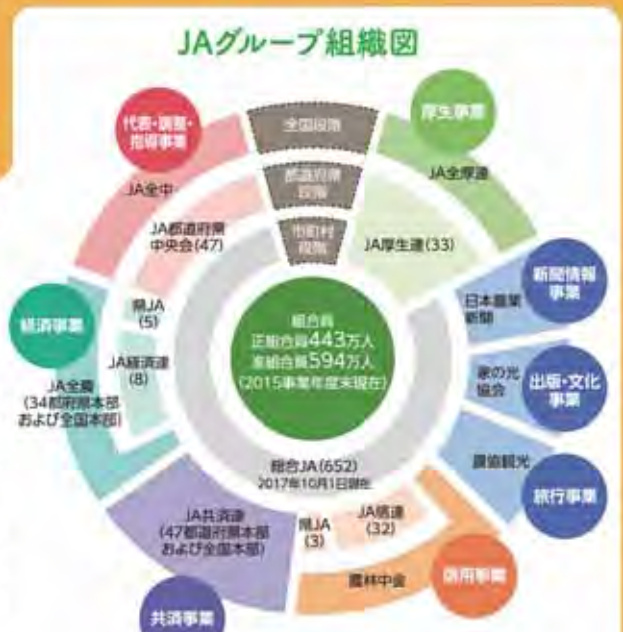 JAグループ組織図
代表・調整・
指導事業
全国段階
厚生事業
JA全中
都道府県
段階
JA全厚連
JA都道府県
中央会(47)
市町村
段階
JA厚生連(33)
新聞情報
事業
県JA
(5)
日本農業
新聞
経済事業
組合員
正組合員443万人
准組合員594万人
(2015事業年度末現在)
JA経済連
(8)
家の光
協会
出版・文化
事業
JA全農
(34都府県本部
および全国本部)
農協観光
総合JA(652)
2017年10月1日現在
旅行事業
JA共済連
(47都道府県本部
および全国本部)
県JA
(3)
JA信連
(32)
農林中金
信用事業
共済事業